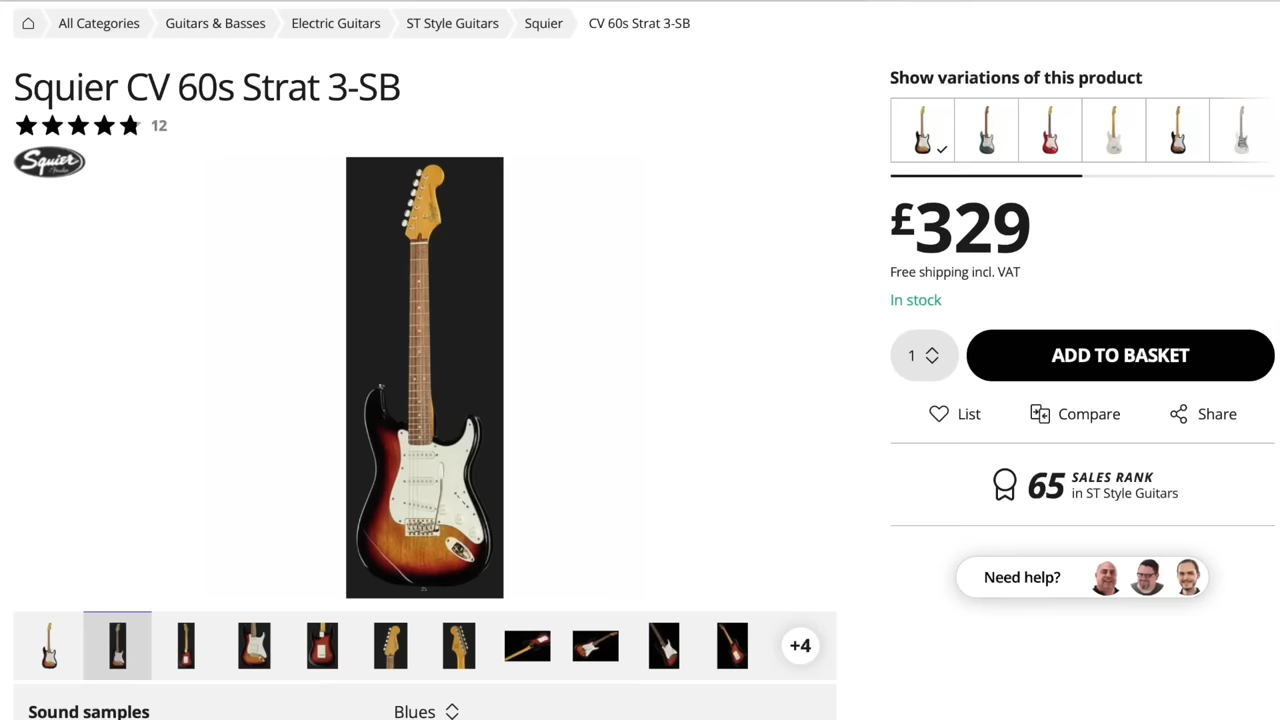 All Categories
Guitars & Basses
Electric Guitars
ST Style Guitars
Squier
CV 60s Strat 3-SB
Squier CV 60s Strat 3-SB
12
Squier
Show variations of this product
£329
Free shipping incl. VAT
In stock
1
ADD TO BASKET
List
Compare
Share
65 SALES RANK
in ST Style Guitars
Need help?
+4
Sound samples
Blues